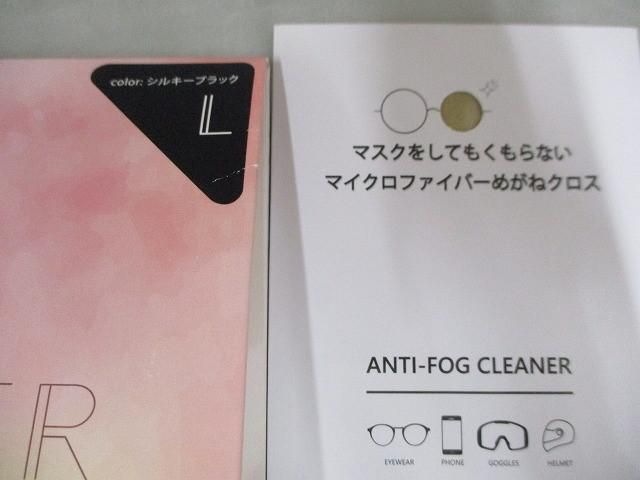 color: シルキーブラック
L
マスクをしてもくもらない
マイクロファイバーめがねクロス
ANTI-FOG CLEANER
EYEWEAR PHONE GOGGLES HELMET
R